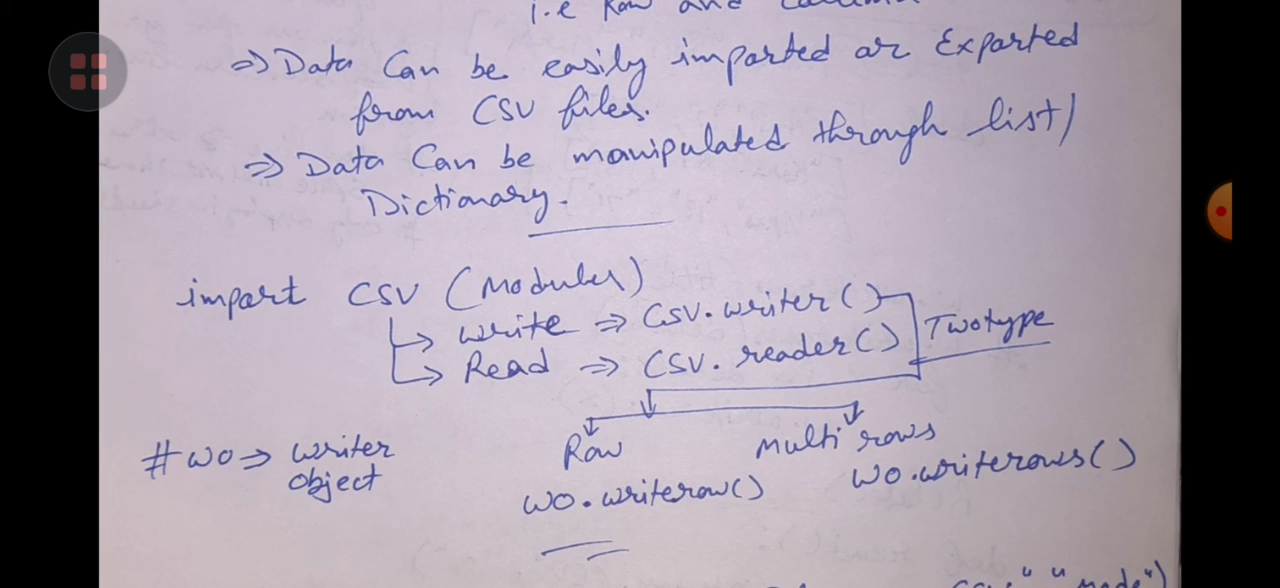 i.e Row and
⇒ Data Can be easily imported or Exported
from CSV files.
⇒ Data Can be manipulated through list/
Dictionary.
import CSV (Modules)
↳ write ⇒ CSV.writer()
↳ Read ⇒ CSV.reader()
Two type
Row
Multi rows
# wo ⇒ writer
object
wo.writerow()
wo.writerows()